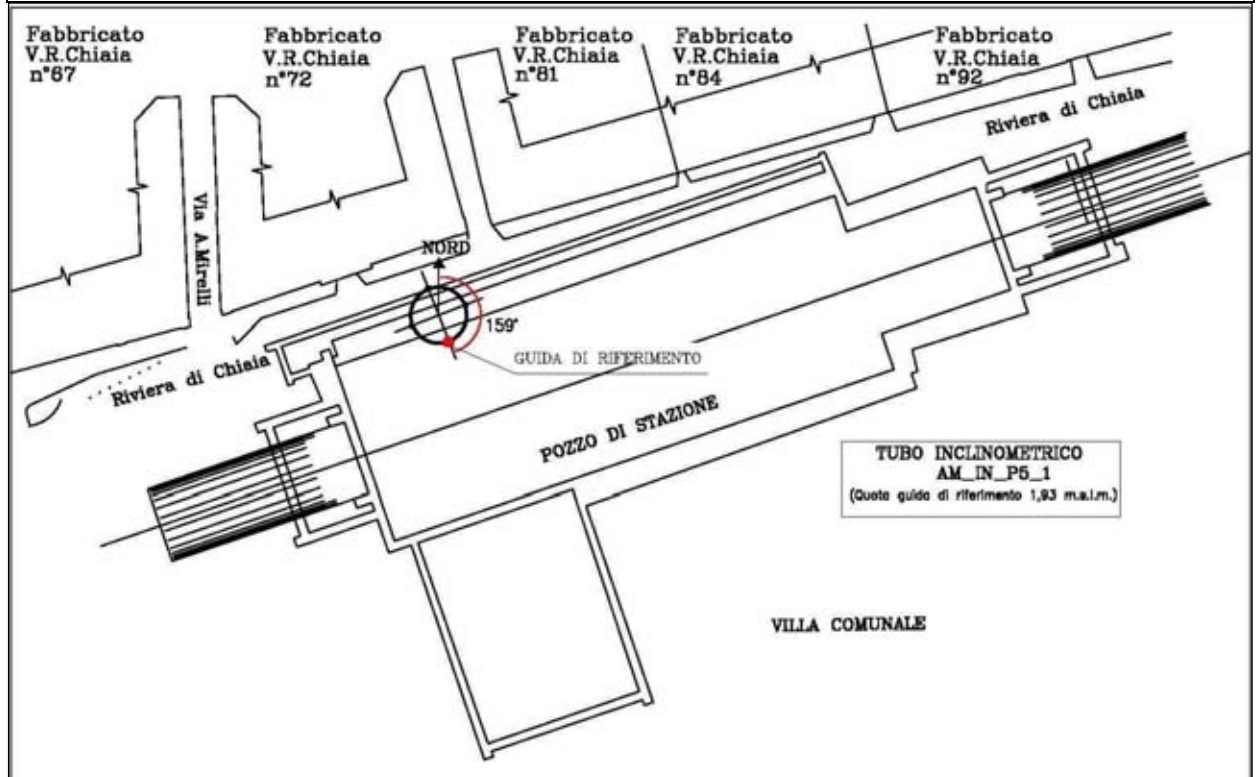 Fabbricato
V.R.Chiaia
n°67
Fabbricato
V.R.Chiaia
n°72
Fabbricato
V.R.Chiaia
n°81
Fabbricato
V.R.Chiaia
n°84
Fabbricato
V.R.Chiaia
n°92
Riviera di Chiaia
Via A.Mirelli
NORD
159°
GUIDA DI RIFERIMENTO
Riviera di Chiaia
POZZO DI STAZIONE
TUBO INCLINOMETRICO
AM_IN_P5_1
(Quota guida di riferimento 1,93 m.s.l.m.)
VILLA COMUNALE